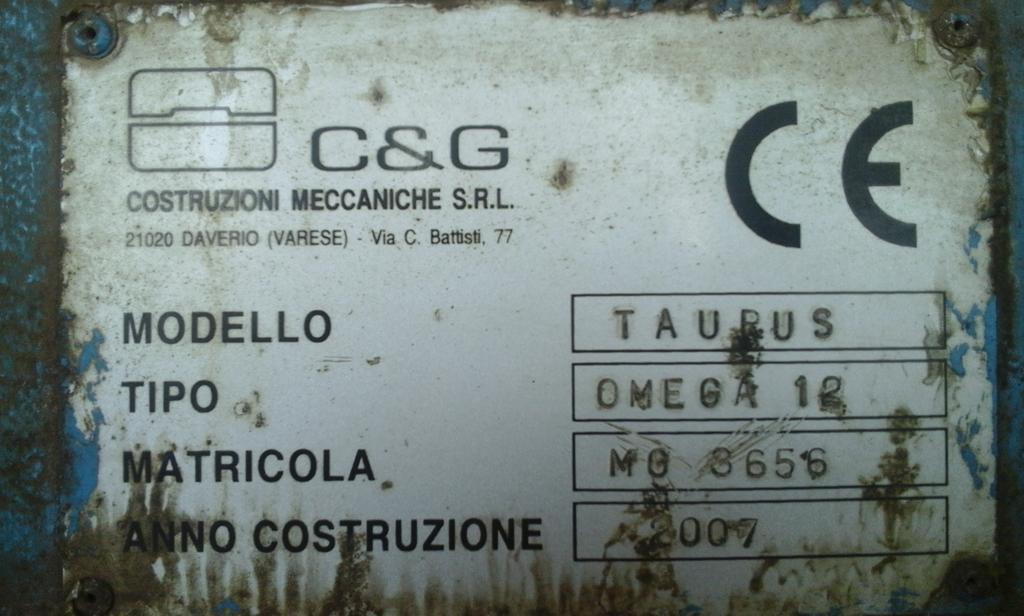 C&G
COSTRUZIONI MECCANICHE S.R.L.
21020 DAVERIO (VARESE) - Via C. Battisti, 77
CE
MODELLO TAURUS
TIPO OMEGA 12
MATRICOLA MG 3656
ANNO COSTRUZIONE 2007